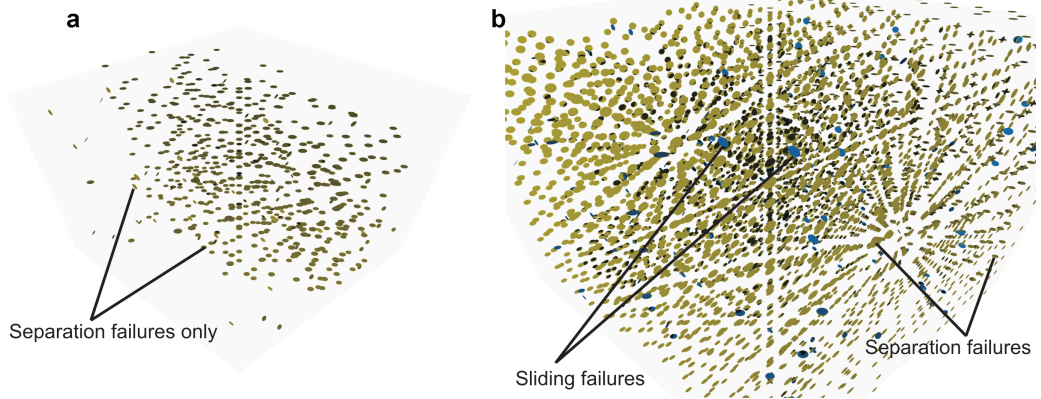 a
b
Separation failures only
Sliding failures
Separation failures